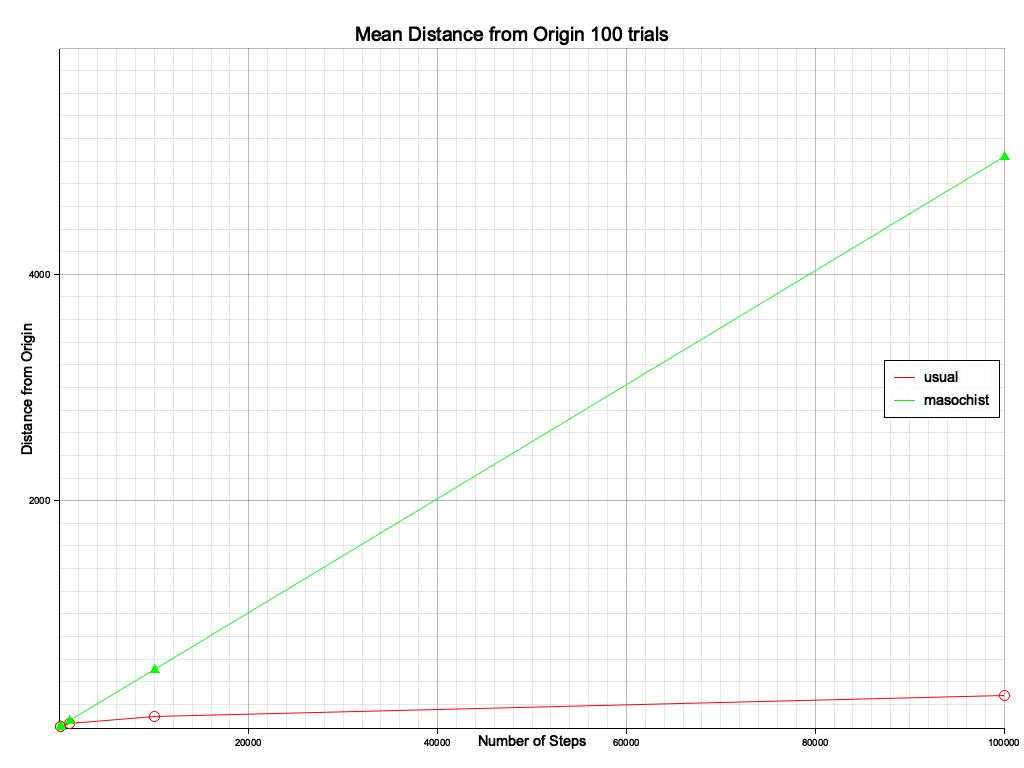 Mean Distance from Origin 100 trials
4000
Distance from Origin
usual
masochist
2000
20000
40000
Number of Steps
60000
80000
100000